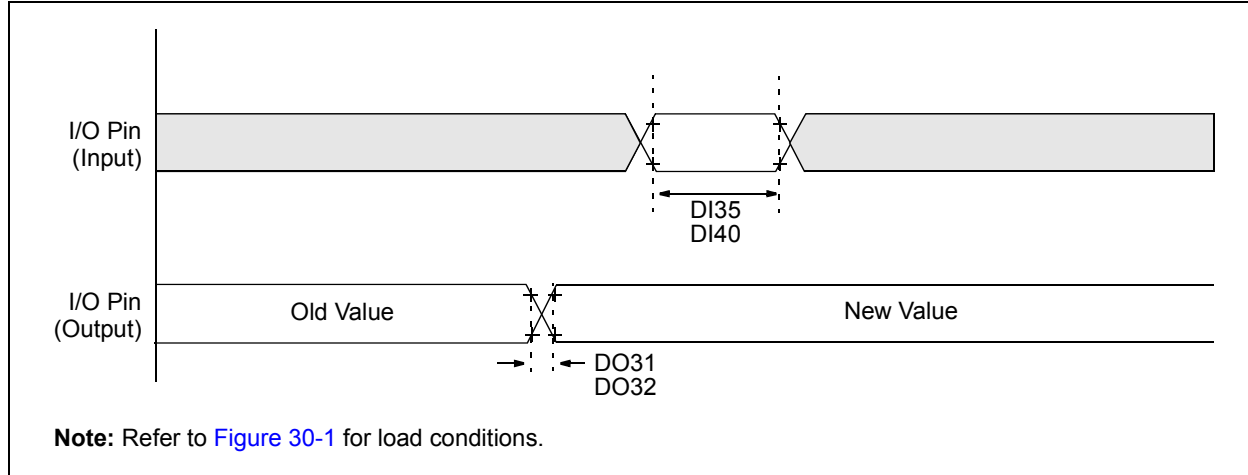 I/O Pin
(Input)
DI35
DI40
I/O Pin
(Output)
Old Value
New Value
DO31
DO32
Note: Refer to Figure 30-1 for load conditions.